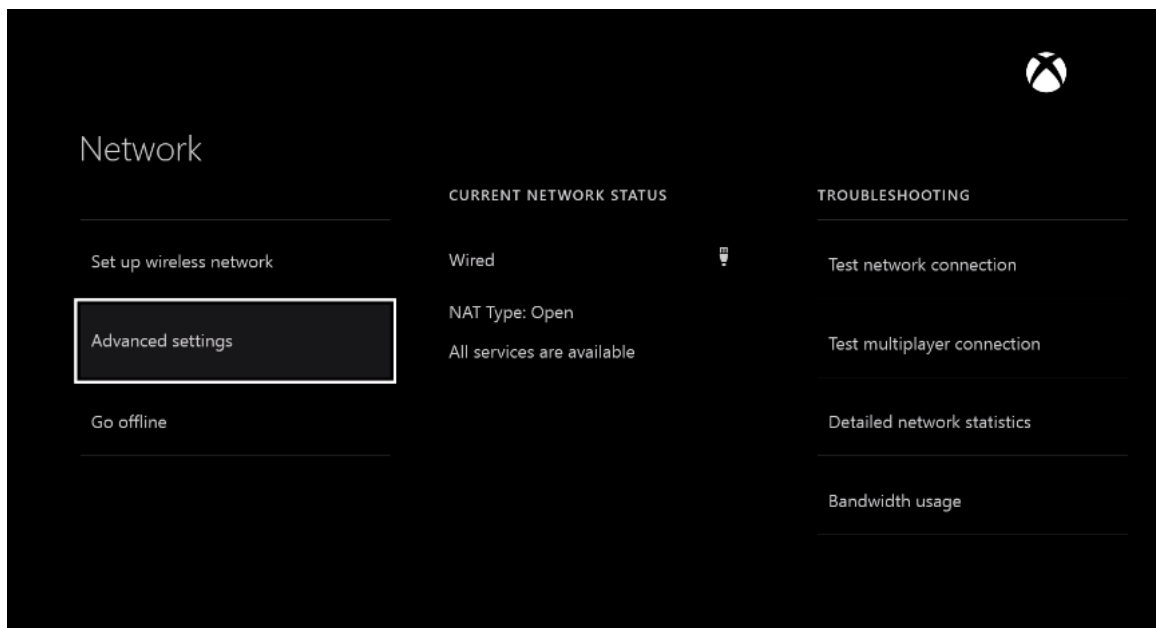 Network
Set up wireless network
Advanced settings
Go offline
CURRENT NETWORK STATUS
Wired
NAT Type: Open
All services are available
TROUBLESHOOTING
Test network connection
Test multiplayer connection
Detailed network statistics
Bandwidth usage